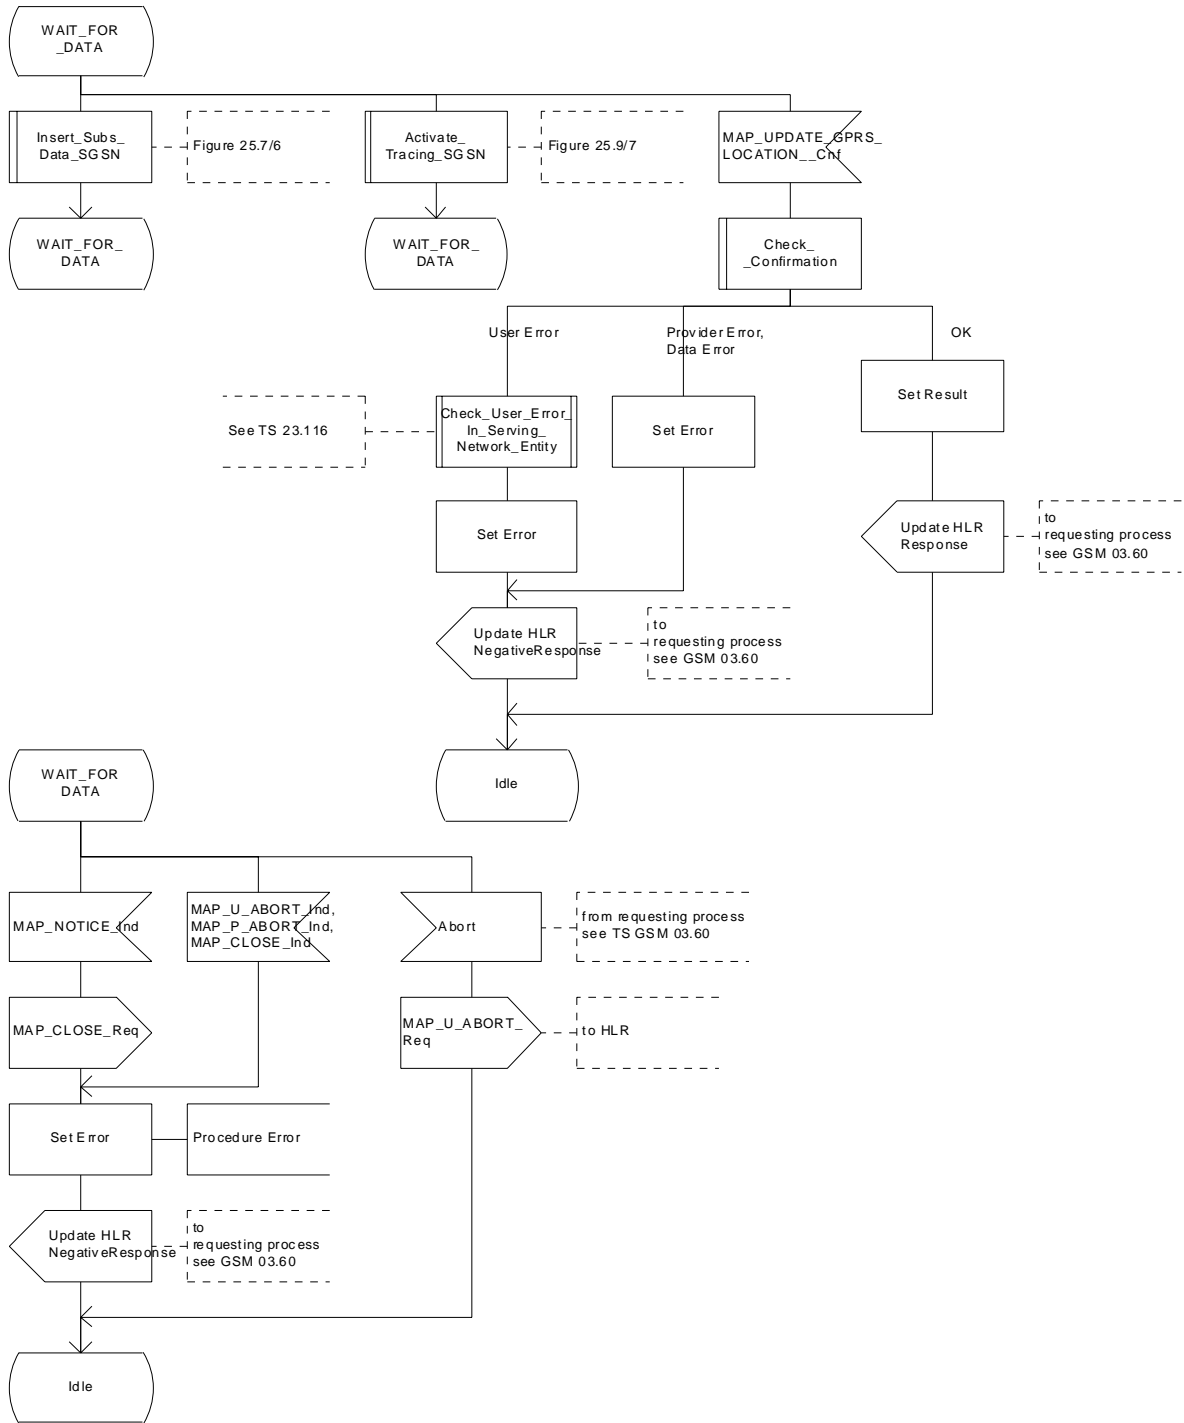 WAIT_FOR
_DATA
Insert_Subs_
Data_SGSN
Figure 25.7/6
Activate_
Tracing_SGSN
Figure 25.9/7
MAP_UPDATE_GPRS_
LOCATION__Cnf
WAIT_FOR_
DATA
WAIT_FOR_
DATA
Check_
_Confirmation
User Error
Provider Error,
Data Error
OK
See TS 23.116
Check_User_Error_
In_Serving_
Network_Entity
Set Error
Set Result
Set Error
Update HLR
Response
to
requesting process
see GSM 03.60
Update HLR
NegativeResponse
to
requesting process
see GSM 03.60
Idle
WAIT_FOR
DATA
MAP_NOTICE_Ind
MAP_U_ABORT_Ind,
MAP_P_ABORT_Ind,
MAP_CLOSE_Ind
Abort
from requesting process
see TS GSM 03.60
MAP_CLOSE_Req
MAP_U_ABORT_
Req
to HLR
Set Error
Procedure Error
Update HLR
NegativeResponse
to
requesting process
see GSM 03.60
Idle